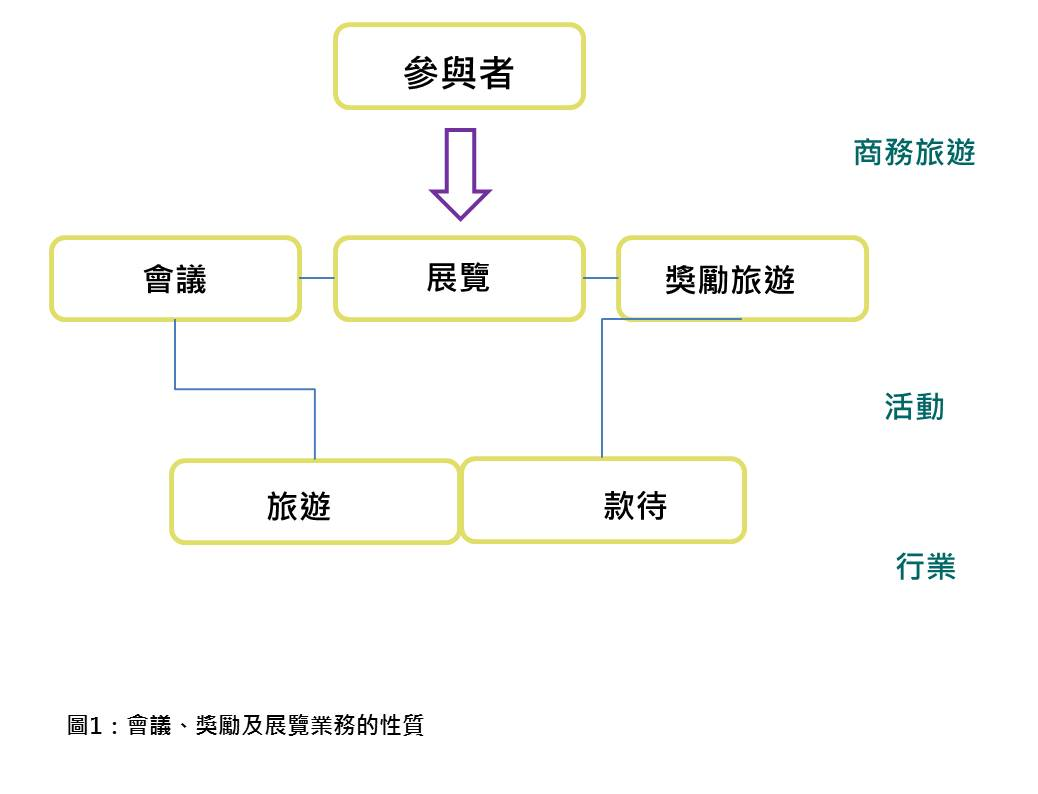 參與者
商務旅遊
會議
展覽
獎勵旅遊
活動
旅遊
款待
行業
圖1：會議、獎勵及展覽業務的性質